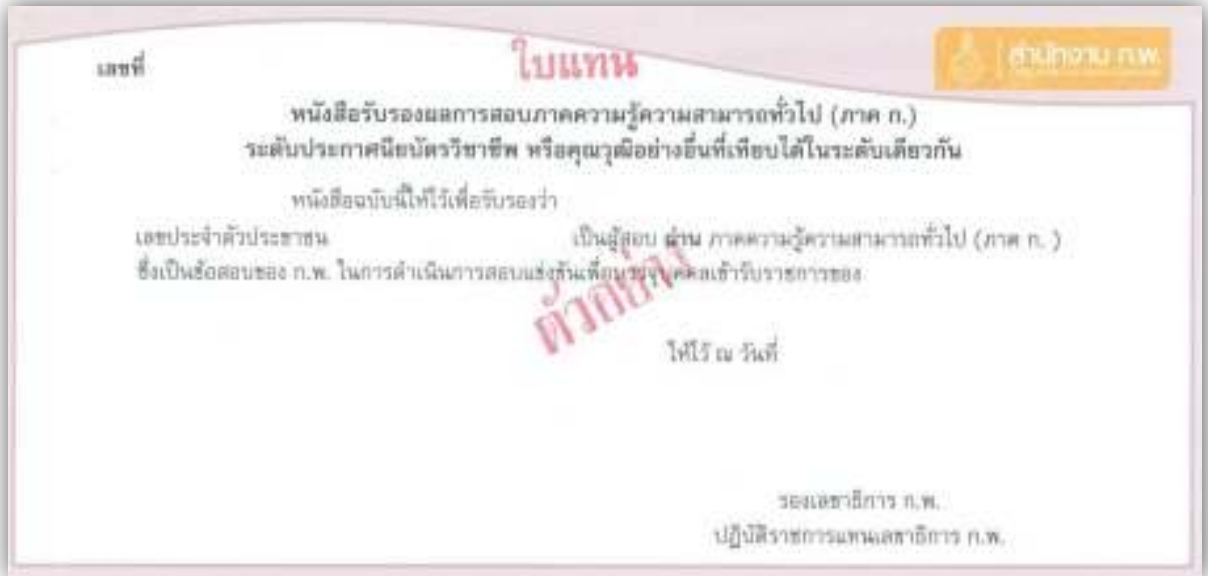 เลขที่
ใบแทน
สำนักงาน ก.พ.
หนังสือรับรองผลการสอบภาคความรู้ความสามารถทั่วไป (ภาค ก.)
ระดับประกาศนียบัตรวิชาชีพ หรือคุณวุฒิอย่างอื่นที่เทียบได้ในระดับเดียวกัน
หนังสือฉบับนี้ให้ไว้เพื่อรับรองว่า
เลขประจำตัวประชาชน เป็นผู้สอบ ผ่าน ภาคความรู้ความสามารถทั่วไป (ภาค ก. )
ซึ่งเป็นข้อสอบของ ก.พ. ในการดำเนินการสอบแข่งขันเพื่อบรรจุบุคคลเข้ารับราชการของ
ตัวอย่าง
ให้ไว้ ณ วันที่
รองเลขาธิการ ก.พ.
ปฏิบัติราชการแทนเลขาธิการ ก.พ.